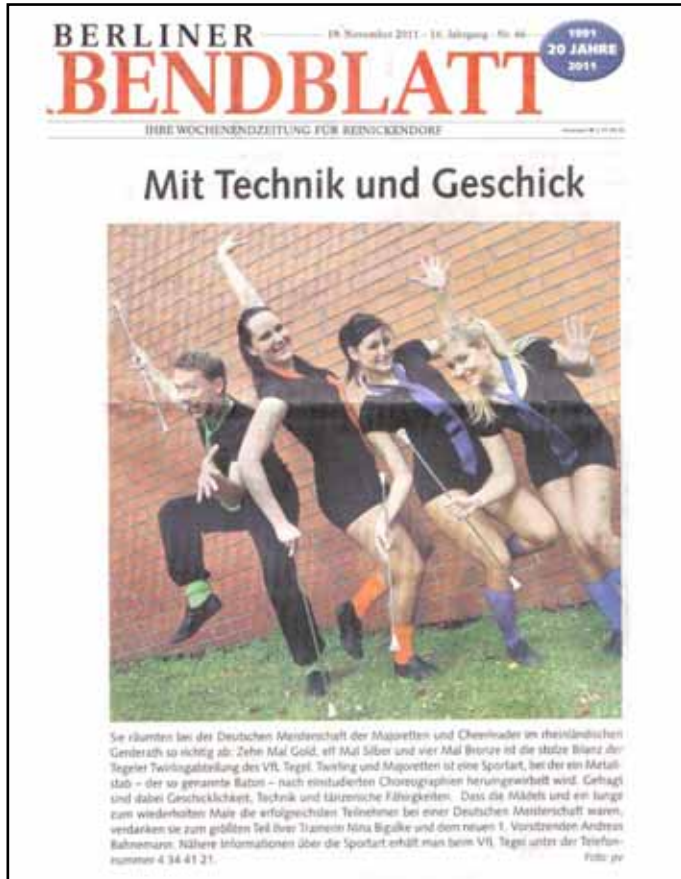 BERLINER
19. November 2011 – 16. Jahrgang · Nr. 46
1991
20 JAHRE
2011
BENDBLATT
IHRE WOCHENENDZEITUNG FÜR REINICKENDORF
Mit Technik und Geschick
Sie räumten bei der Deutschen Meisterschaft der Majoretten und Cheerleader im rheinländischen
Genterath so richtig ab: Zehn Mal Gold, elf Mal Silber und vier Mal Bronze ist die stolze Bilanz der
Tegeler Twirlingabteilung des VfL Tegel. Twirling und Majoretten ist eine Sportart, bei der ein Metall-
stab – der so genannte Baton – nach einstudierten Choreographien herumgewirbelt wird. Gefragt
sind dabei Geschicklichkeit, Technik und tänzerische Fähigkeiten. Dass die Mädels und ein Junge
zum wiederholten Male die erfolgreichsten Teilnehmer bei einer Deutschen Meisterschaft waren,
verdanken sie zum größten Teil ihrer Trainerin Nina Bigalke und dem neuen 1. Vorsitzenden Andreas
Bahnemann. Nähere Informationen über die Sportart erhält man beim VfL Tegel unter der Telefon-
nummer 4 34 41 21.
Foto: pv